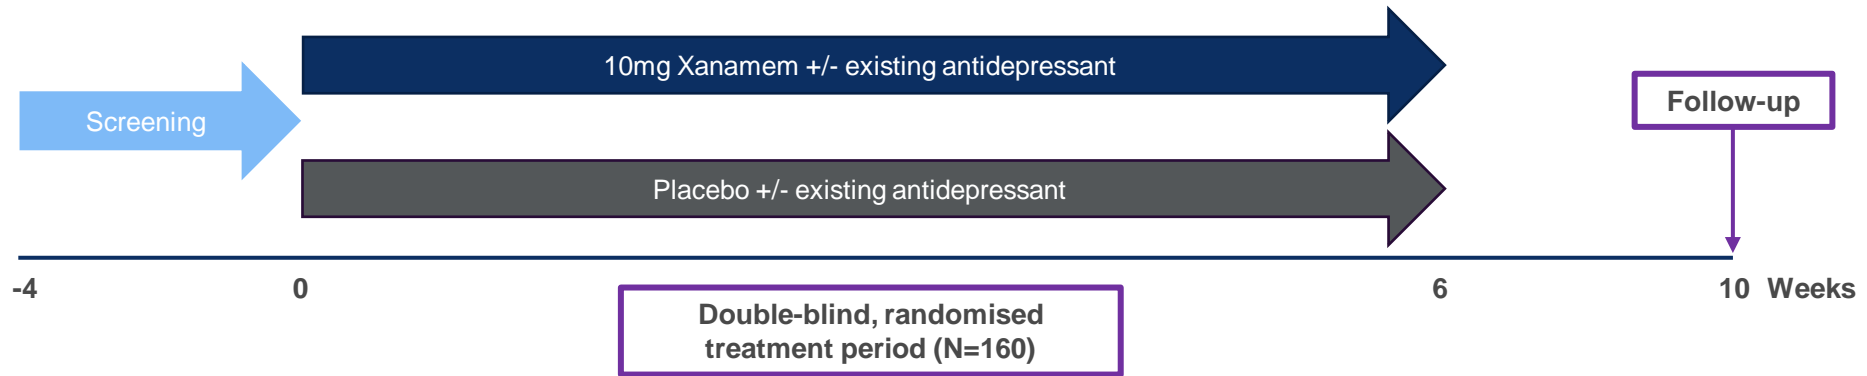 10mg Xanamem +/- existing antidepressant
Screening
Follow-up
Placebo +/- existing antidepressant
-4 0 6 10 Weeks
Double-blind, randomised
treatment period (N=160)